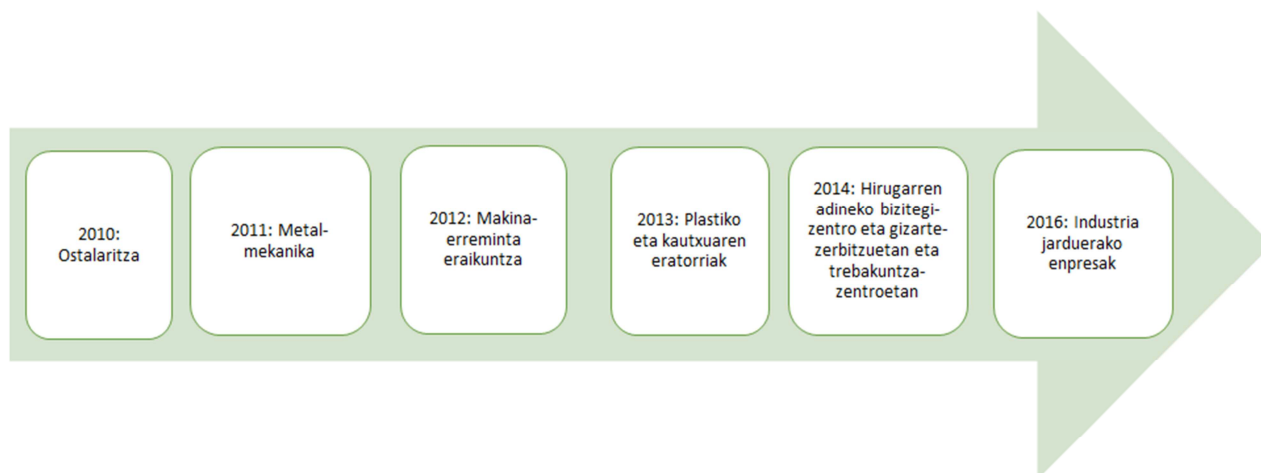 2010:
Ostalaritza
2011: Metal-
mekanika
2012: Makina-
erreminta
eraikuntza
2013: Plastiko
eta kautxuaren
eratorriak
2014: Hirugarren
adineko bizitegi-
zentro eta gizarte-
zerbitzuetan eta
trebakuntza-
zentroetan
2016: Industria
jarduerako
enpresak